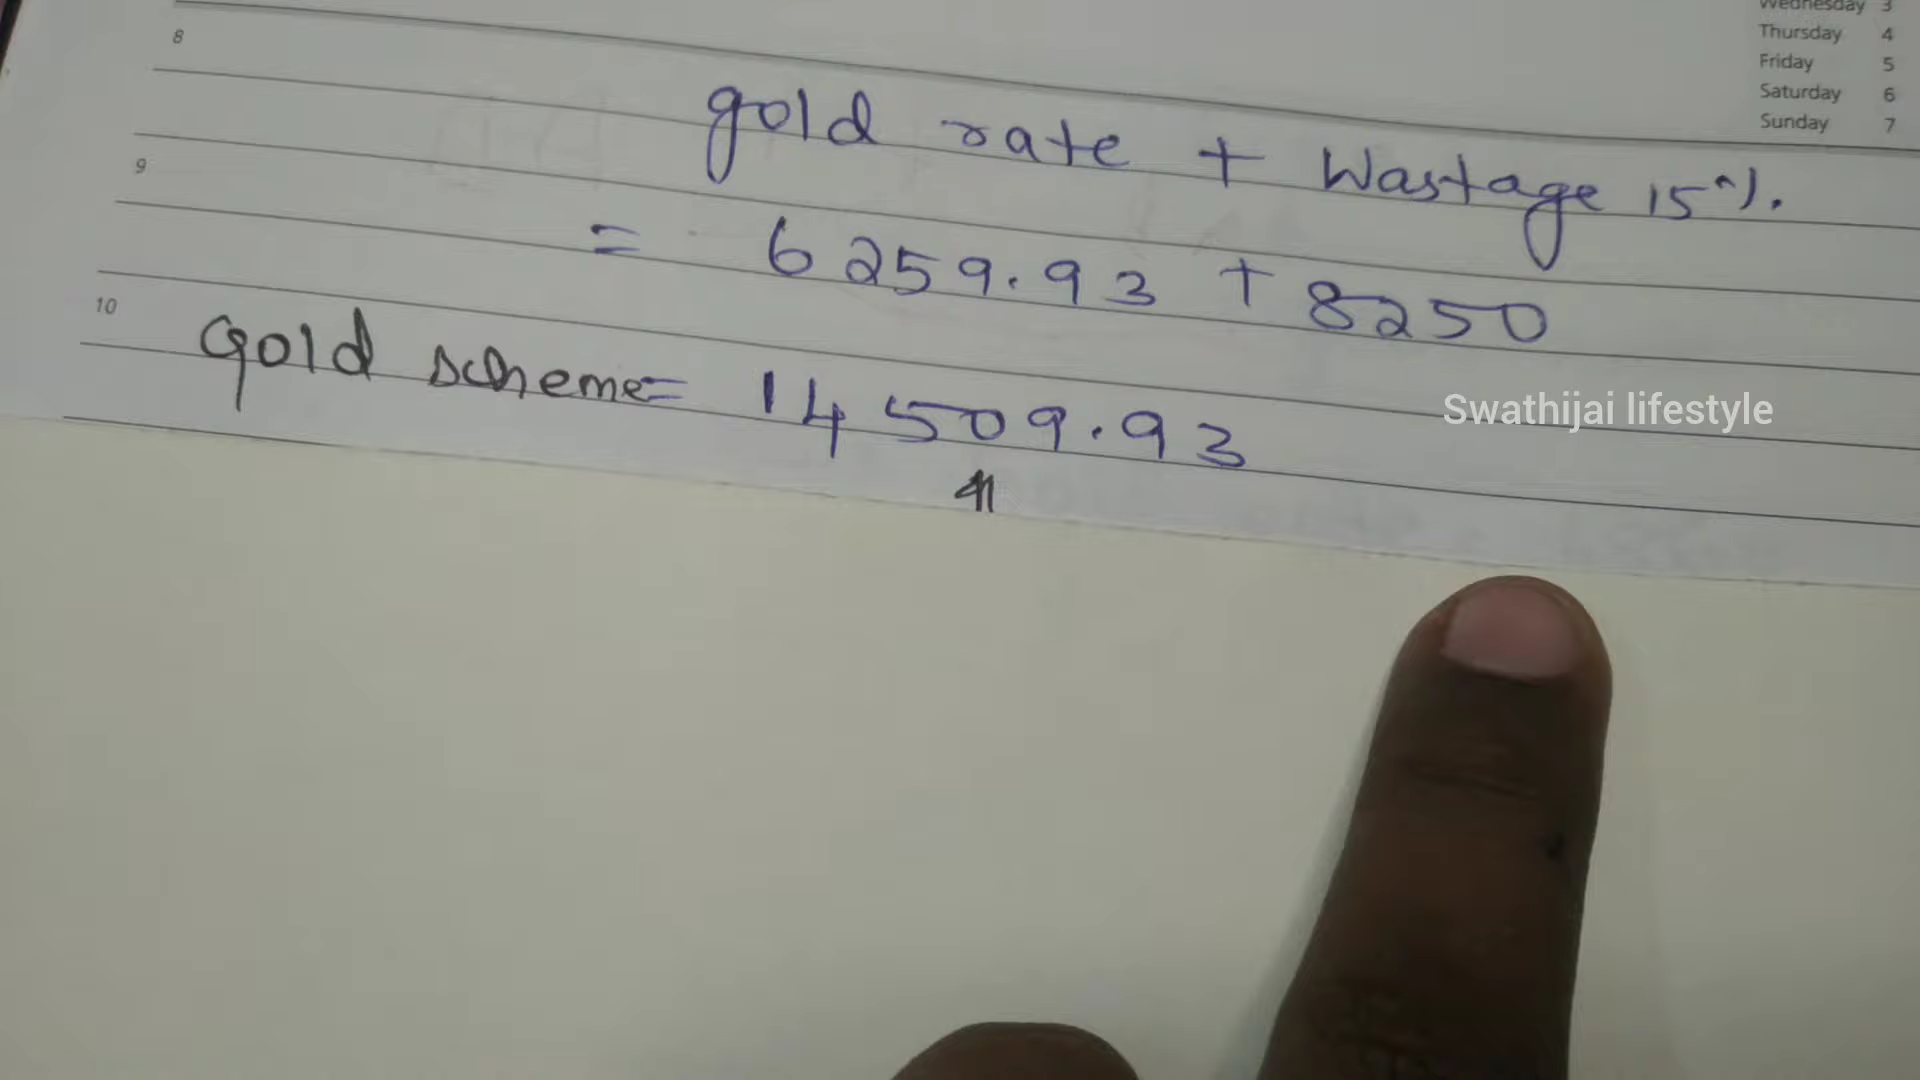 Wednesday 3
Thursday 4
Friday 5
Saturday 6
Sunday 7
8
gold rate + Wastage 15%.
9
= 6259.93 + 8250
10
Gold scheme = 14509.93
Swathijai lifestyle